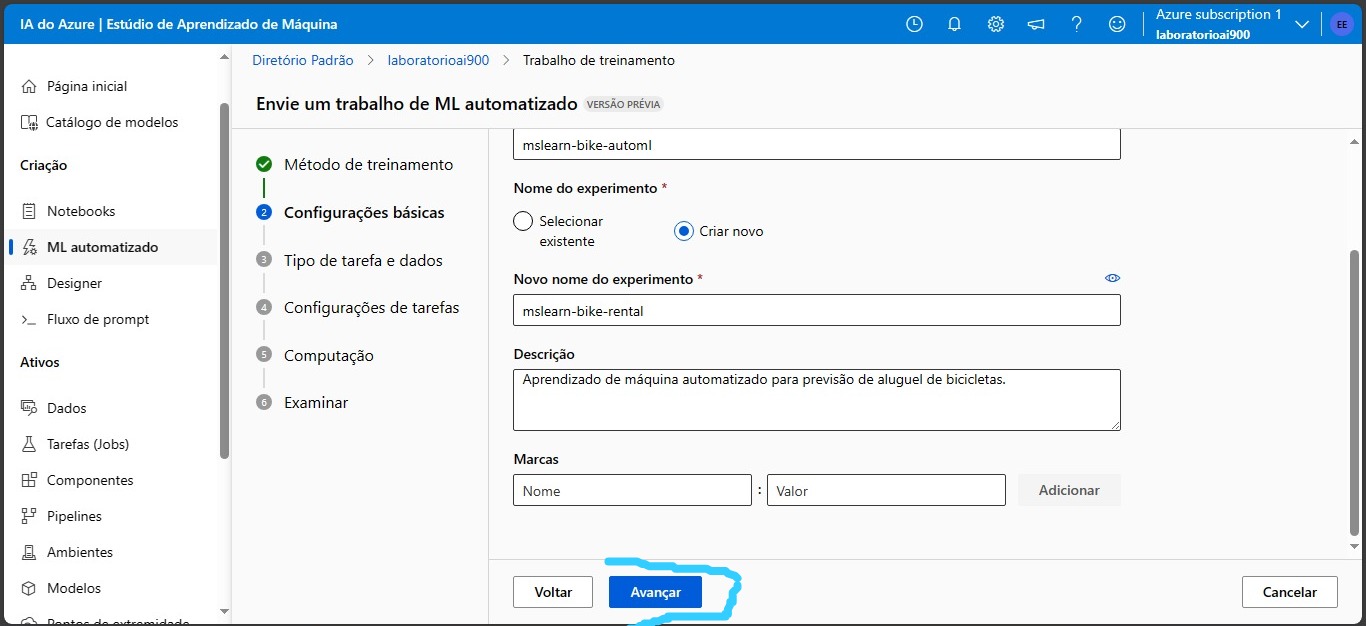 IA do Azure | Estúdio de Aprendizado de Máquina
Azure subscription 1
laboratorioai900
EE
Página inicial
Catálogo de modelos
Criação
Notebooks
ML automatizado
Designer
Fluxo de prompt
Ativos
Dados
Tarefas (Jobs)
Componentes
Pipelines
Ambientes
Modelos
Pontos de extremidade
Diretório Padrão > laboratorioai900 > Trabalho de treinamento
Envie um trabalho de ML automatizado VERSÃO PRÉVIA
Método de treinamento
2 Configurações básicas
3 Tipo de tarefa e dados
4 Configurações de tarefas
5 Computação
6 Examinar
mslearn-bike-automl
Nome do experimento *
Selecionar
existente
Criar novo
Novo nome do experimento *
mslearn-bike-rental
Descrição
Aprendizado de máquina automatizado para previsão de aluguel de bicicletas.
Marcas
Nome : Valor Adicionar
Voltar Avançar Cancelar